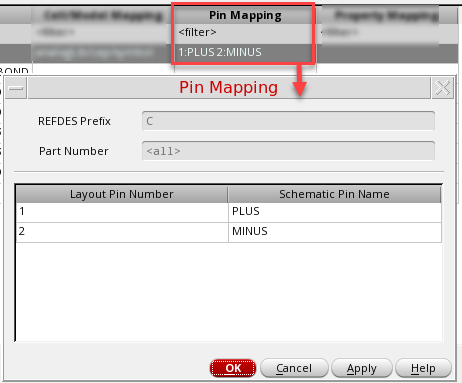 Pin Mapping
<filter>
1:PLUS 2:MINUS
BOND
Pin Mapping
REFDES Prefix C
Part Number <all>
Layout Pin Number Schematic Pin Name
1 PLUS
2 MINUS
OK Cancel Apply Help